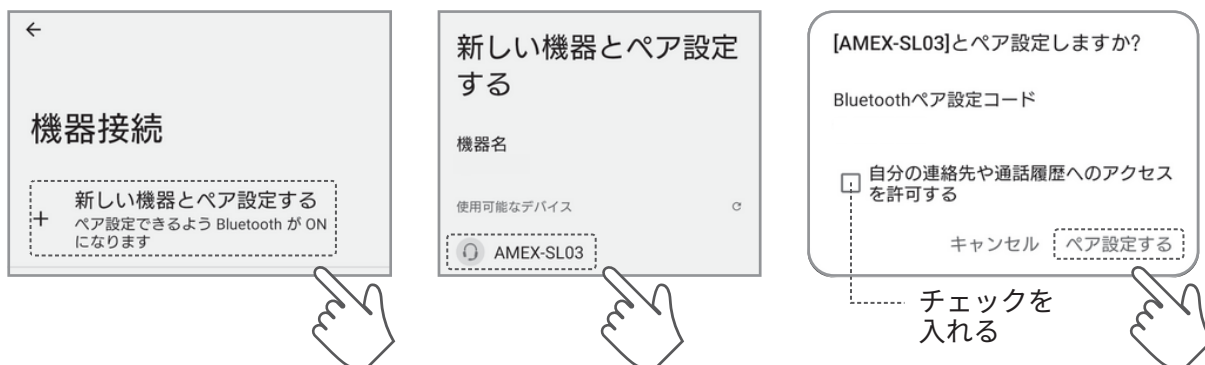 ←
機器接続
+ 新しい機器とペア設定する
ペア設定できるよう Bluetooth が ON
になります
新しい機器とペア設定
する
機器名
使用可能なデバイス
AMEX-SL03
[AMEX-SL03]とペア設定しますか?
Bluetoothペア設定コード
自分の連絡先や通話履歴へのアクセス
を許可する
キャンセル ペア設定する
チェックを
入れる